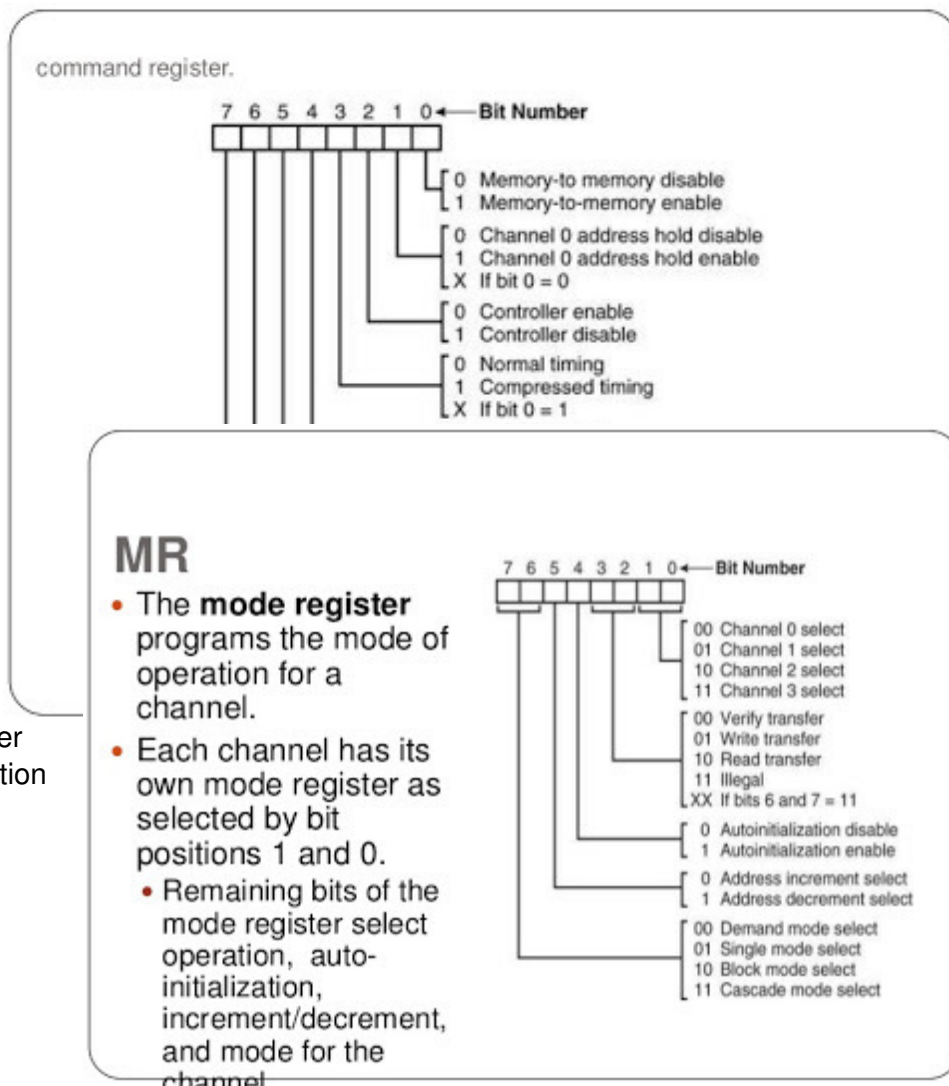 command register.
7 6 5 4 3 2 1 0 Bit Number
0 Memory-to memory disable
1 Memory-to-memory enable
0 Channel 0 address hold disable
1 Channel 0 address hold enable
X If bit 0 = 0
0 Controller enable
1 Controller disable
0 Normal timing
1 Compressed timing
X If bit 0 = 1
er
tion
MR
• The mode register
programs the mode of
operation for a
channel.
• Each channel has its
own mode register as
selected by bit
positions 1 and 0.
• Remaining bits of the
mode register select
operation, auto-
initialization,
increment/decrement,
and mode for the
channel
7 6 5 4 3 2 1 0 Bit Number
00 Channel 0 select
01 Channel 1 select
10 Channel 2 select
11 Channel 3 select
00 Verify transfer
01 Write transfer
10 Read transfer
11 Illegal
XX If bits 6 and 7 = 11
0 Autoinitialization disable
1 Autoinitialization enable
0 Address increment select
1 Address decrement select
00 Demand mode select
01 Single mode select
10 Block mode select
11 Cascade mode select